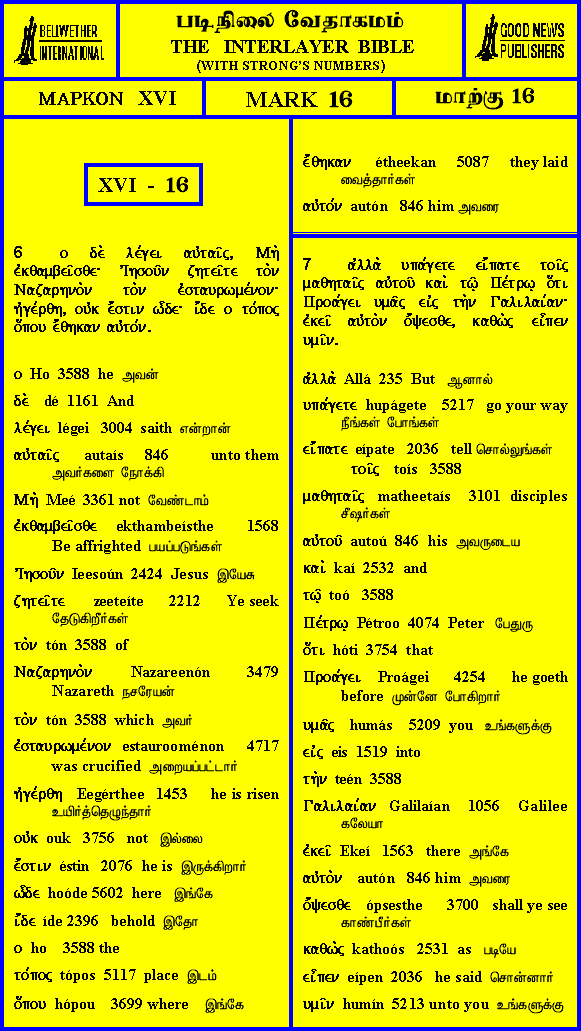 BELLWETHER
INTERNATIONAL
படிநிலை வேதாகமம்
THE INTERLAYER BIBLE
(WITH STRONG'S NUMBERS)
GOOD NEWS
PUBLISHERS
ΜΑΡΚΟΝ XVI
MARK 16
மாற்கு 16
XVI - 16
6 ο δὲ λέγει αὐταῖς, Μὴ
ἐκθαμβεῖσθε· Ἰησοῦν ζητεῖτε τὸν
Ναζαρηνὸν τὸν ἐσταυρωμένον·
ἠγέρθη, οὐκ ἔστιν ὧδε· ἴδε ο τόπος
ὅπου ἔθηκαν αὐτόν.
ο Ho 3588 he அவன்
δὲ dé 1161 And
λέγει légei 3004 saith என்றான்
αὐταῖς autaís 846 unto them
அவர்களை நோக்கி
Μὴ Meé 3361 not வேண்டாம்
ἐκθαμβεῖσθε ekthambeísthe 1568
Be affrighted பயப்படுங்கள்
Ἰησοῦν Ieesoún 2424 Jesus இயேசு
ζητεῖτε zeeteíte 2212 Ye seek
தேடுகிறீர்கள்
τὸν tón 3588 of
Ναζαρηνὸν Nazareenón 3479
Nazareth நசரேயன்
τὸν tón 3588 which அவர்
ἐσταυρωμένον estaurooménon 4717
was crucified அறையப்பட்டார்
ἠγέρθη Eegérthee 1453 he is risen
உயிர்த்தெழுந்தார்
οὐκ ouk 3756 not இல்லை
ἔστιν éstin 2076 he is இருக்கிறார்
ὧδε hoóde 5602 here இங்கே
ἴδε íde 2396 behold இதோ
ο ho 3588 the
τόπος tópos 5117 place இடம்
ὅπου hópou 3699 where இங்கே
ἔθηκαν étheekan 5087 they laid
வைத்தார்கள்
αὐτόν autón 846 him அவரை
7 ἀλλὰ υπάγετε εἴπατε τοῖς
μαθηταῖς αὐτοῦ καὶ τῷ Πέτρῳ ὅτι
Προάγει υμᾶς εἰς τὴν Γαλιλαίαν·
ἐκεῖ αὐτὸν ὄψεσθε, καθὼς εἶπεν
υμῖν.
ἀλλὰ Allá 235 But ஆனால்
υπάγετε hupágete 5217 go your way
நீங்கள் போங்கள்
εἴπατε eípate 2036 tell சொல்லுங்கள்
τοῖς toís 3588
μαθηταῖς matheetaís 3101 disciples
சீஷர்கள்
αὐτοῦ autoú 846 his அவருடைய
καὶ kaí 2532 and
τῷ toó 3588
Πέτρῳ Pétroo 4074 Peter பேதுரு
ὅτι hóti 3754 that
Προάγει Proágei 4254 he goeth
before முன்னே போகிறார்
υμᾶς humás 5209 you உங்களுக்கு
εἰς eis 1519 into
τὴν teén 3588
Γαλιλαίαν Galilaían 1056 Galilee
கலேயா
ἐκεῖ Ekeí 1563 there அங்கே
αὐτὸν autón 846 him அவரை
ὄψεσθε ópsesthe 3700 shall ye see
காண்பீர்கள்
καθὼς kathoós 2531 as படியே
εἶπεν eípen 2036 he said சொன்னார்
υμῖν humín 5213 unto you உங்களுக்கு